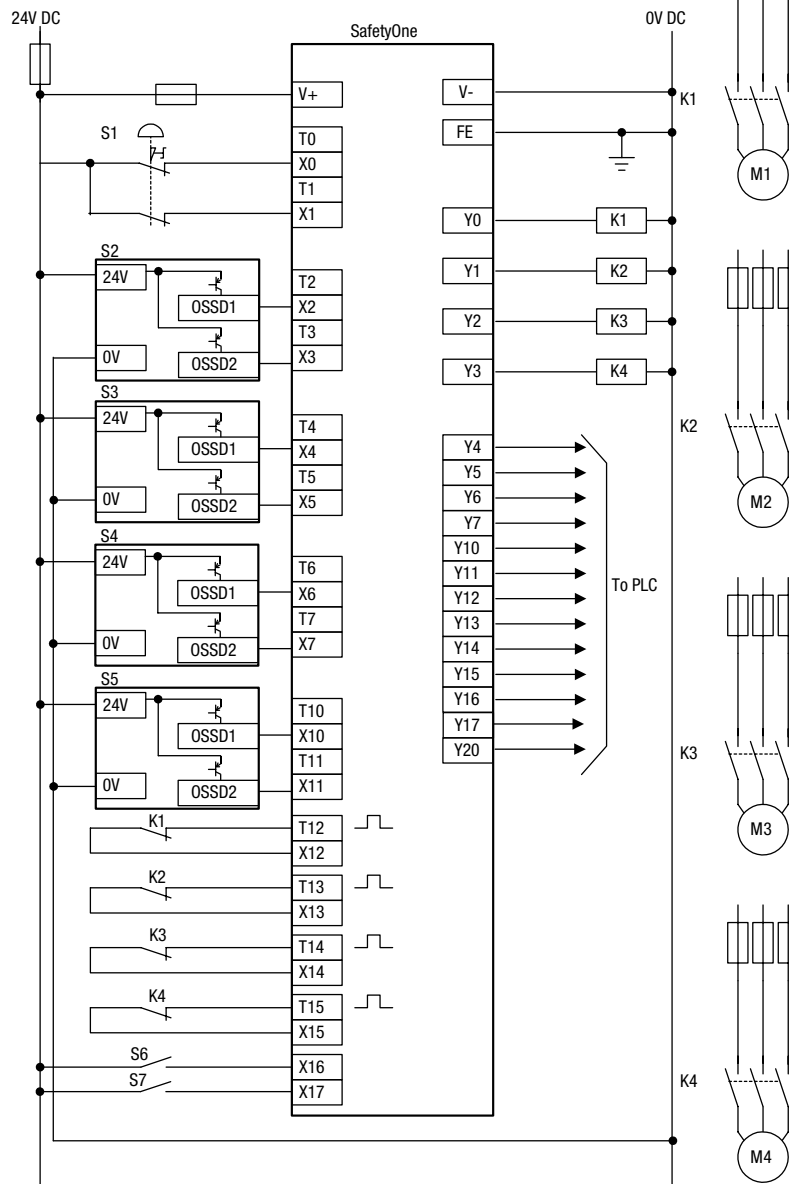 24V DC
SafetyOne
0V DC
V+
V-
K1
S1
T0
FE
X0
T1
M1
X1
Y0
K1
S2
24V
T2
Y1
K2
OSSD1
X2
T3
Y2
K3
0V
OSSD2
X3
Y3
K4
S3
24V
T4
K2
OSSD1
X4
Y4
T5
Y5
0V
OSSD2
X5
Y6
M2
S4
Y7
24V
T6
Y10
OSSD1
X6
Y11
To PLC
T7
Y12
0V
OSSD2
X7
Y13
Y14
S5
Y15
24V
T10
Y16
OSSD1
X10
Y17
T11
Y20
K3
0V
OSSD2
X11
K1
T12
M3
X12
K2
T13
X13
K3
T14
X14
K4
T15
X15
S6
X16
K4
S7
X17
M4